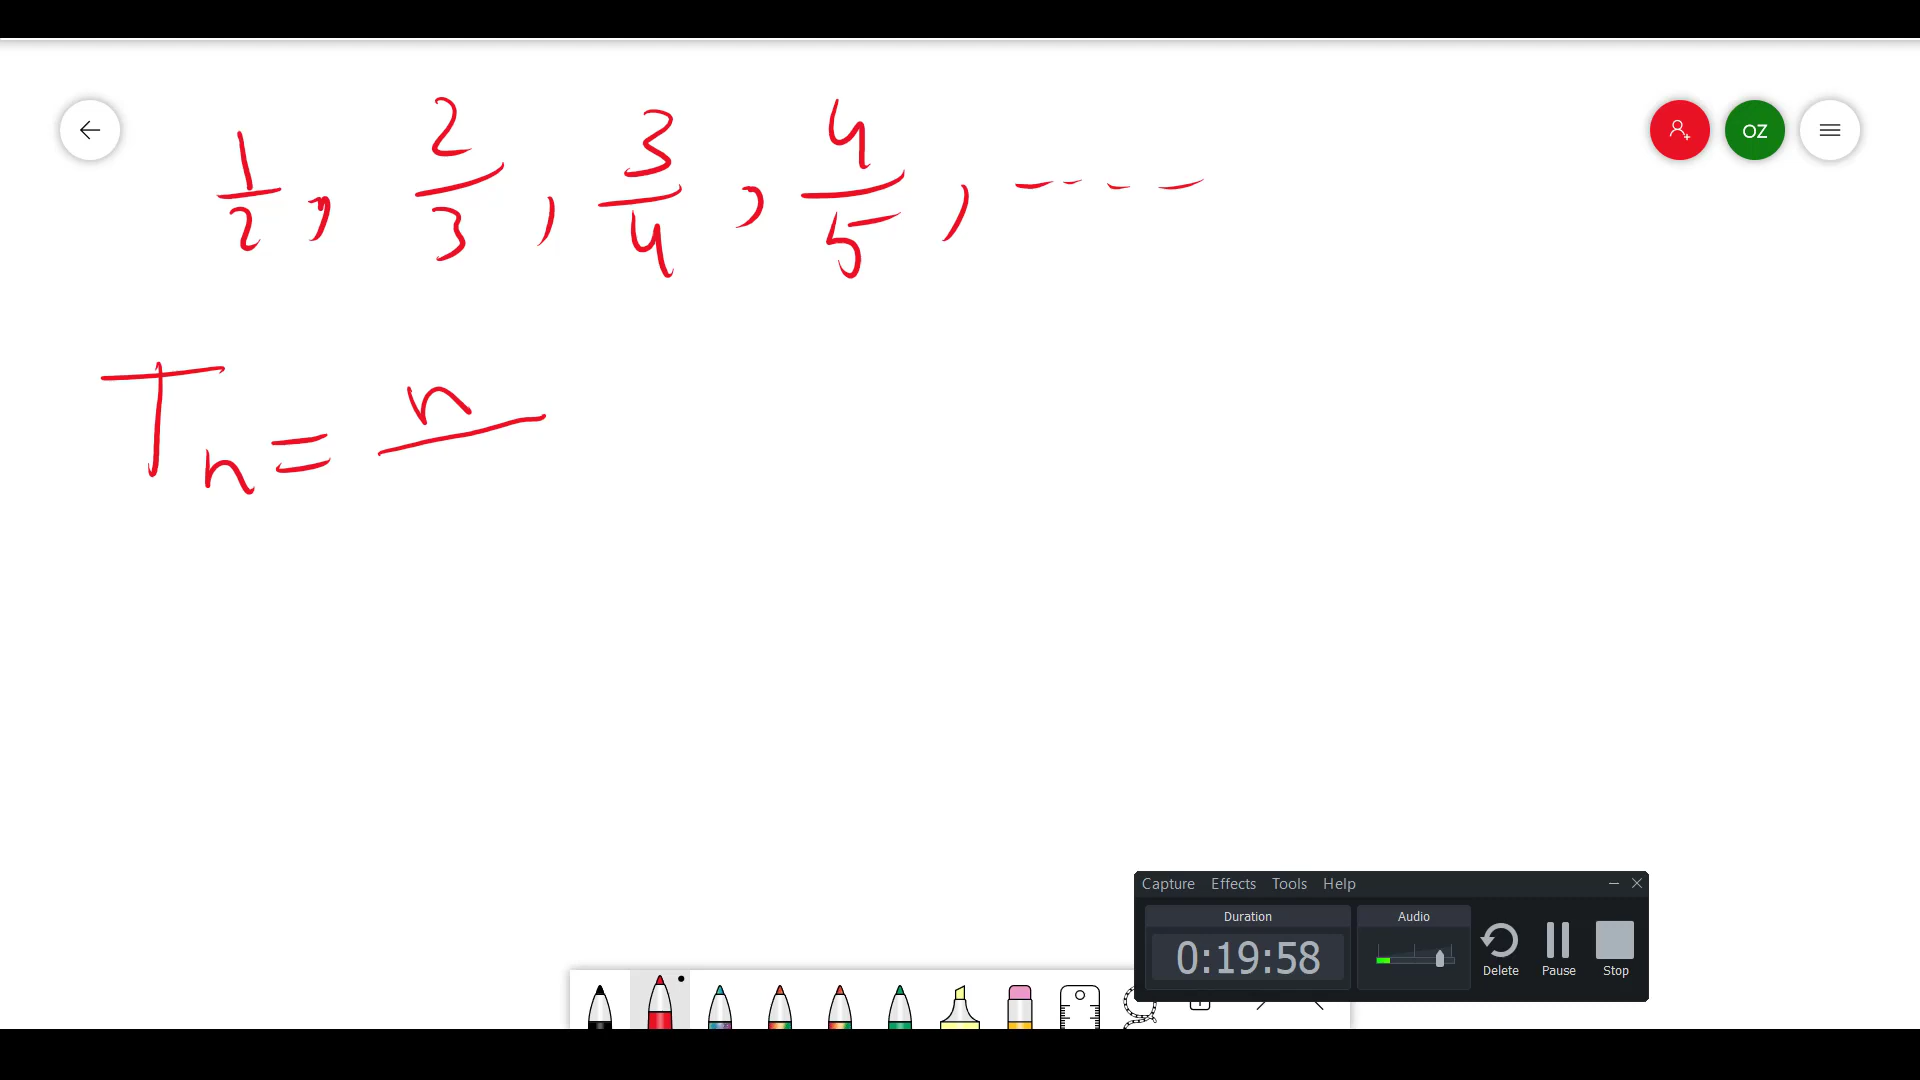 1/2, 2/3, 3/4, 4/5, ----
OZ
Tn = n/
Capture Effects Tools Help
Duration Audio
0:19:58
Delete Pause Stop